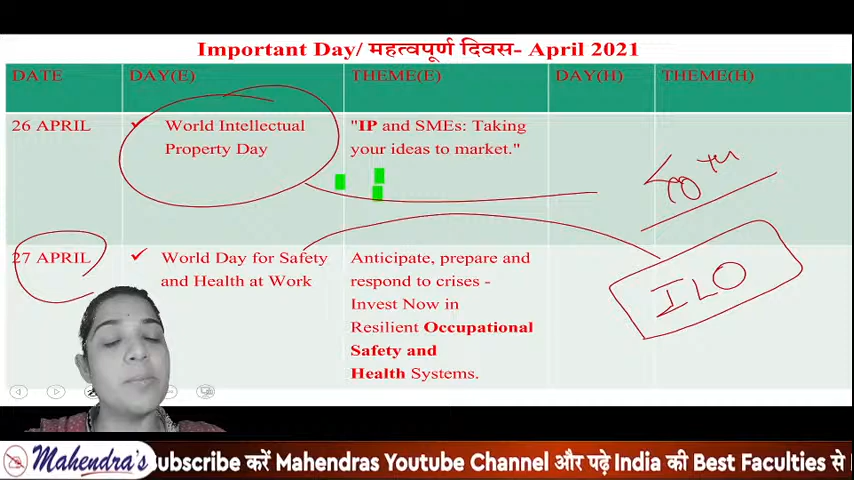 Important Day/ महत्वपूर्ण दिवस- April 2021
DATE DAY(E) THEME(E) DAY(H) THEME(H)
26 APRIL ✓ World Intellectual Property Day "IP and SMEs: Taking your ideas to market."
27 APRIL ✓ World Day for Safety and Health at Work Anticipate, prepare and respond to crises - Invest Now in Resilient Occupational Safety and Health Systems.
ILO
Mahendra's
Subscribe करें Mahendras Youtube Channel और पढ़े India की Best Faculties से